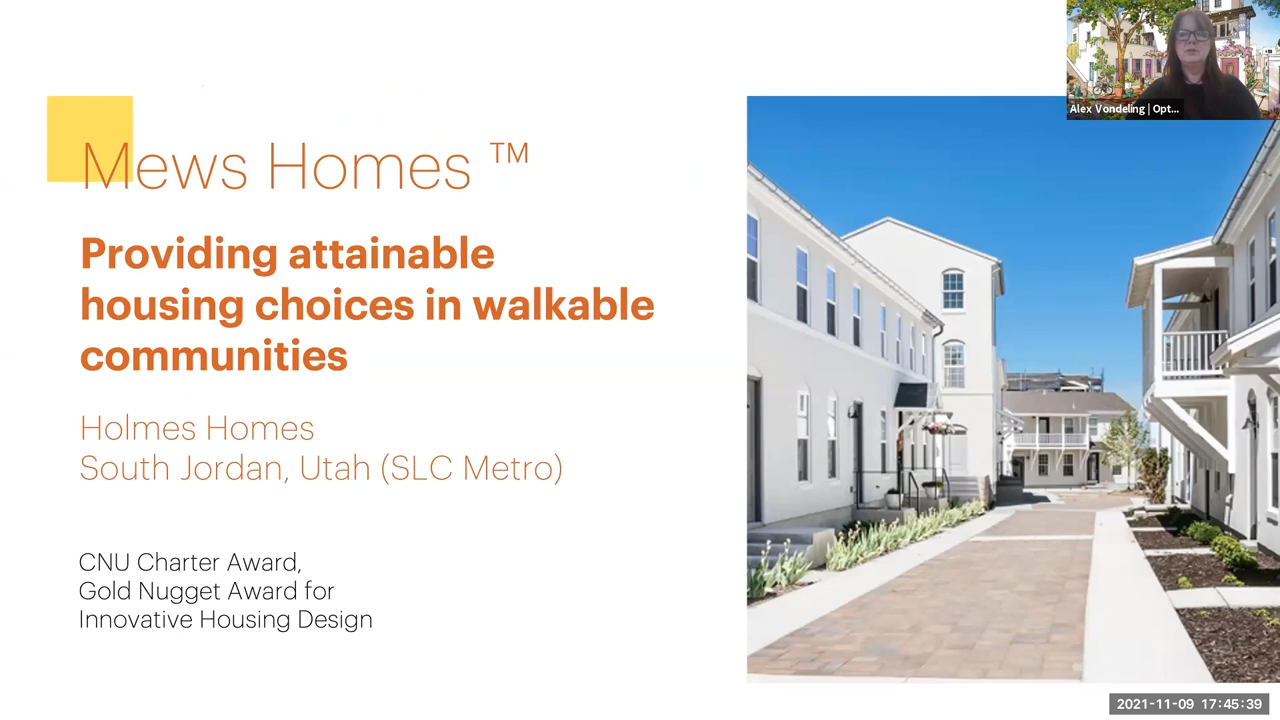 Mews Homes ™
Providing attainable
housing choices in walkable
communities
Holmes Homes
South Jordan, Utah (SLC Metro)
CNU Charter Award,
Gold Nugget Award for
Innovative Housing Design
Alex Vondeling | Opt...
2021-11-09 17:45:39